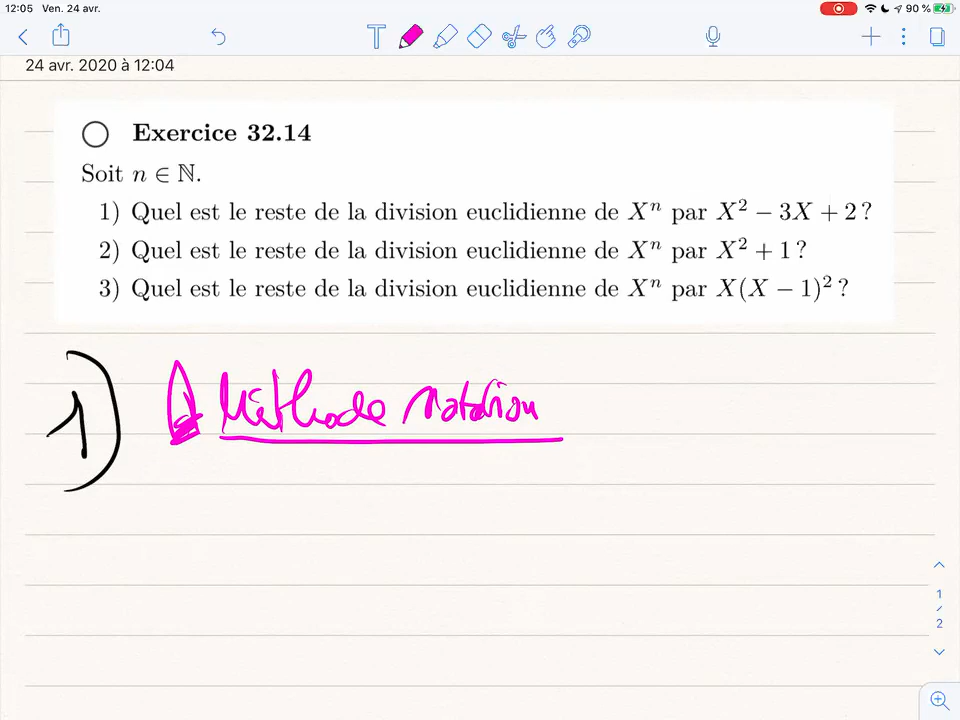 12:05 Ven. 24 avr.
90 %
24 avr. 2020 à 12:04
Exercice 32.14
Soit n ∈ ℕ.
1) Quel est le reste de la division euclidienne de Xⁿ par X² − 3X + 2 ?
2) Quel est le reste de la division euclidienne de Xⁿ par X² + 1 ?
3) Quel est le reste de la division euclidienne de Xⁿ par X(X − 1)² ?
1) Méthode
1
2